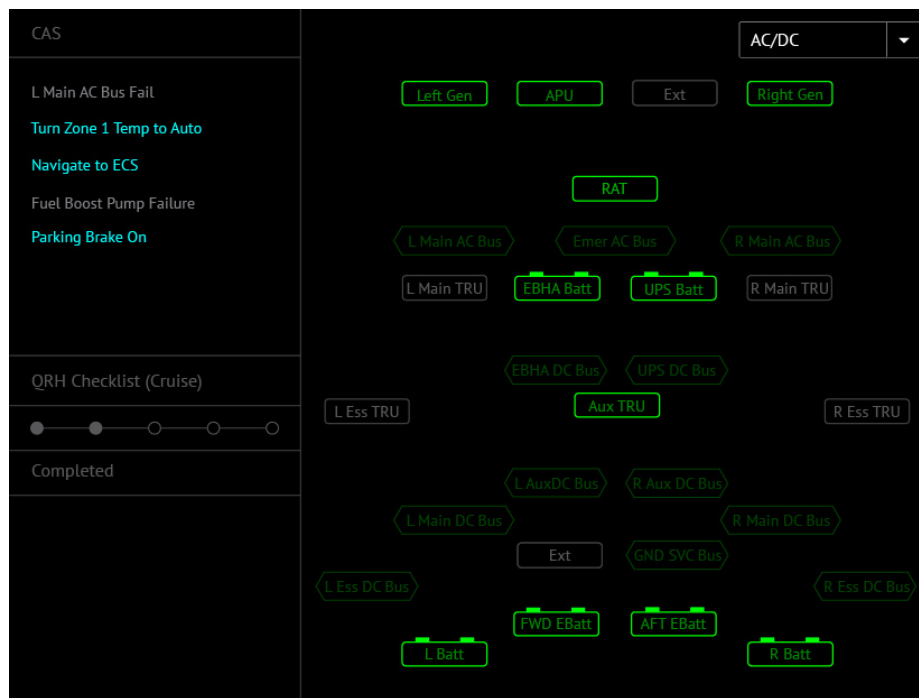 CAS
AC/DC
L Main AC Bus Fail
Turn Zone 1 Temp to Auto
Navigate to ECS
Fuel Boost Pump Failure
Parking Brake On
QRH Checklist (Cruise)
Completed
Left Gen
APU
Ext
Right Gen
RAT
L Main AC Bus
Emer AC Bus
R Main AC Bus
L Main TRU
EBHA Batt
UPS Batt
R Main TRU
EBHA DC Bus
UPS DC Bus
L Ess TRU
Aux TRU
R Ess TRU
L AuxDC Bus
R Aux DC Bus
L Main DC Bus
R Main DC Bus
Ext
GND SVC Bus
L Ess DC Bus
R Ess DC Bus
FWD EBatt
AFT EBatt
L Batt
R Batt